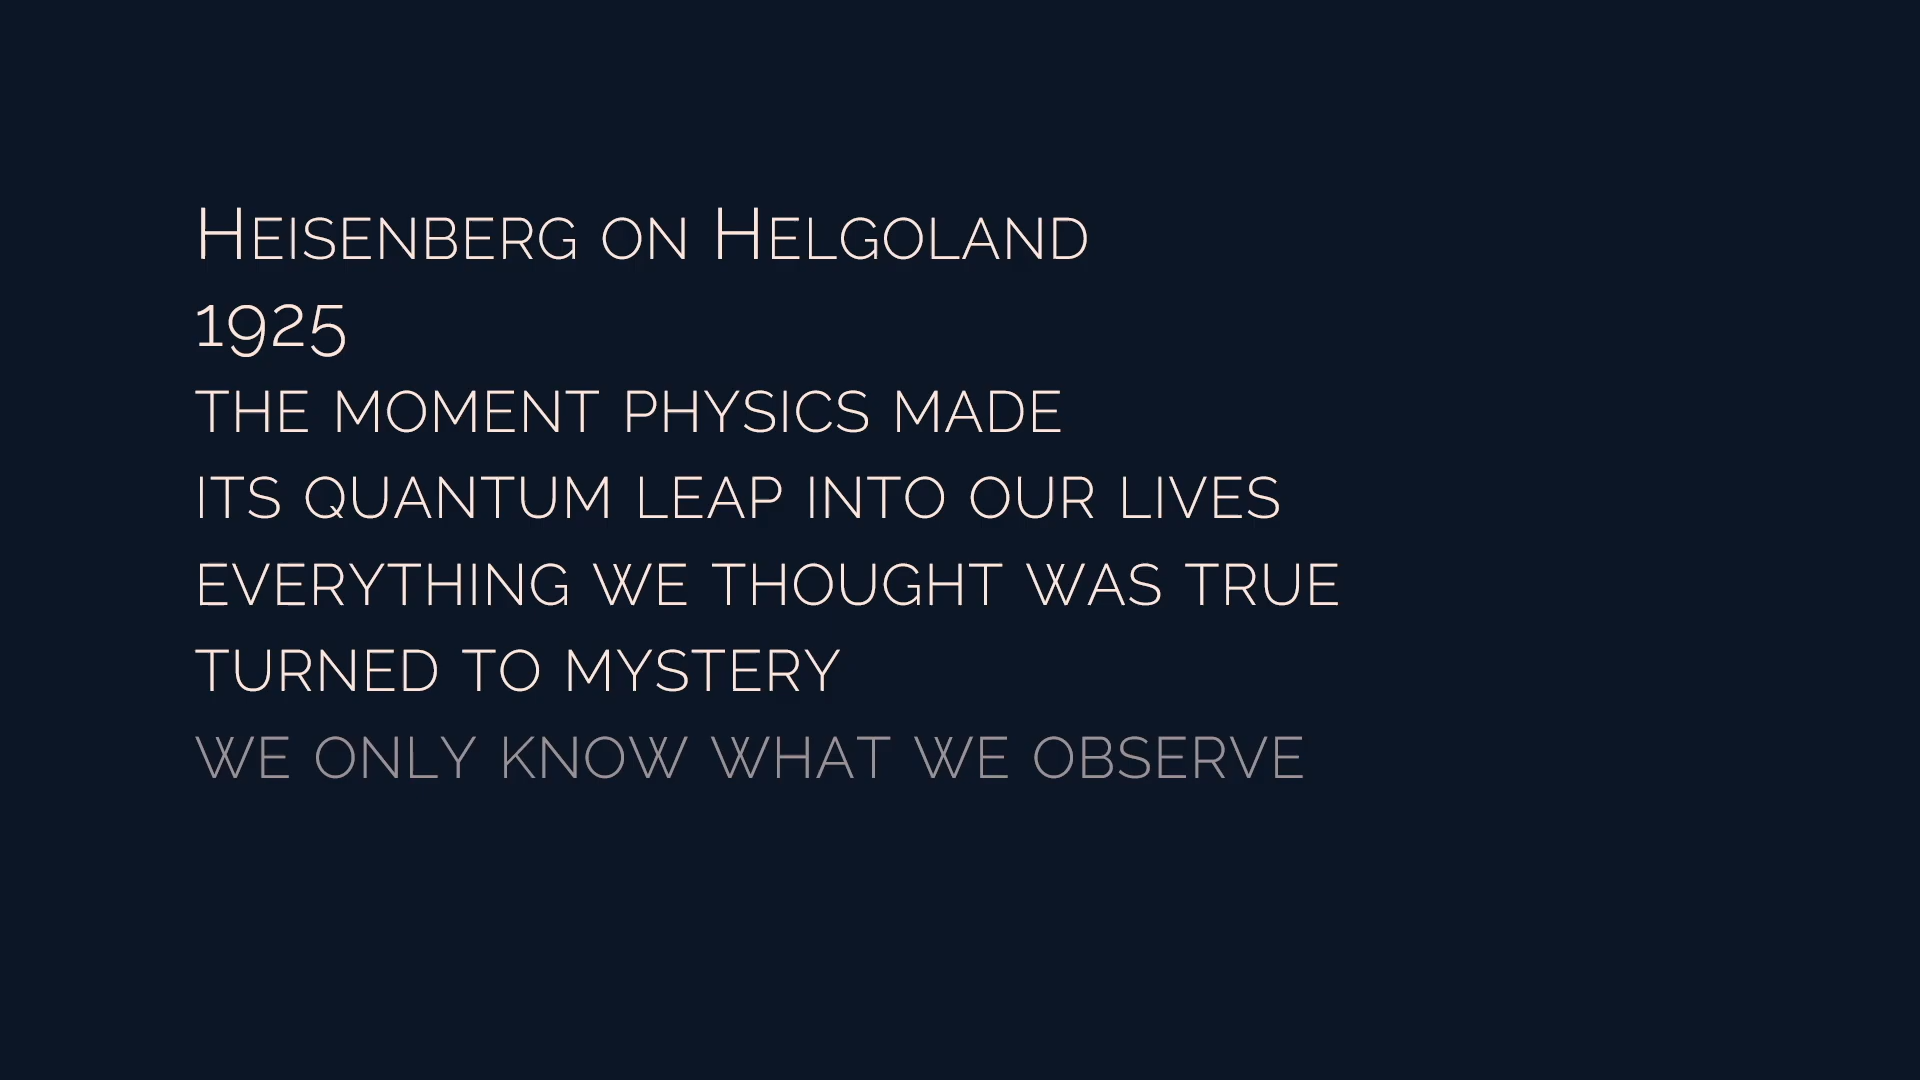 Heisenberg on Helgoland
1925
the moment physics made
its quantum leap into our lives
everything we thought was true
turned to mystery
we only know what we observe